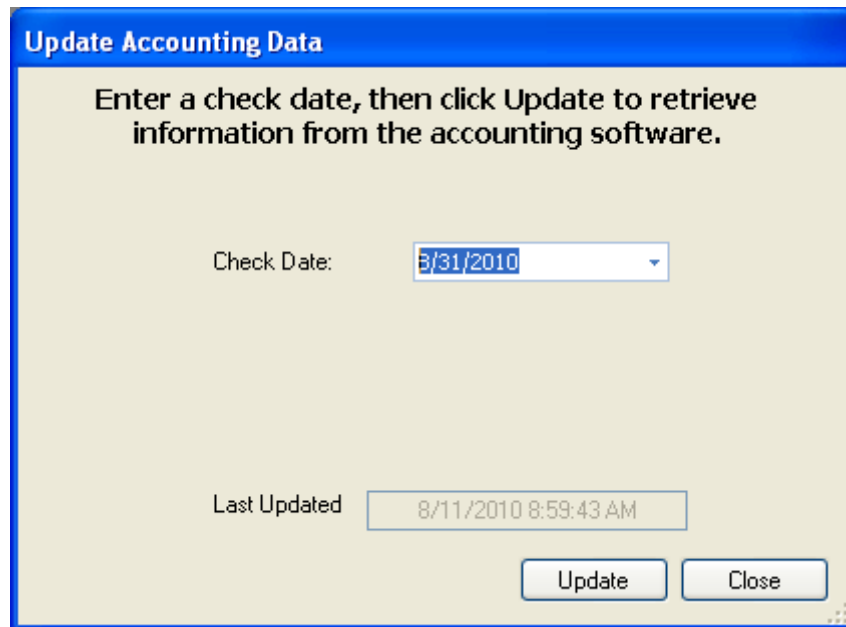 Update Accounting Data
Enter a check date, then click Update to retrieve
information from the accounting software.
Check Date: 8/31/2010
Last Updated 8/11/2010 8:59:43 AM
Update Close